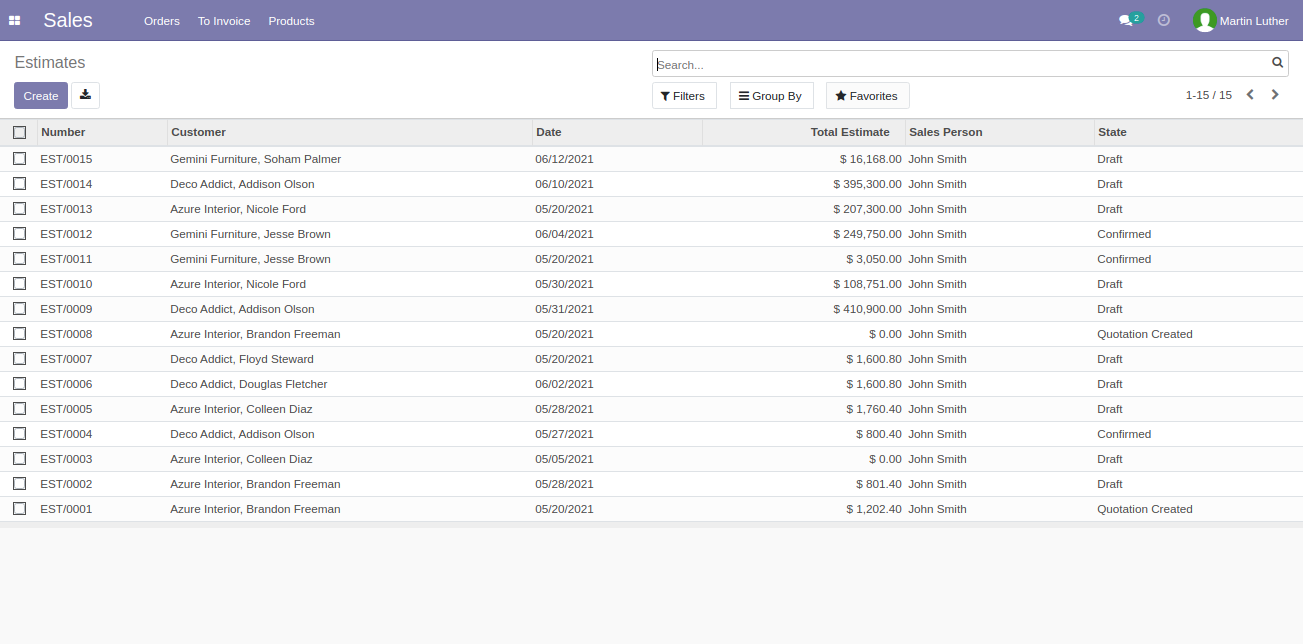 Sales Orders To Invoice Products 2 Martin Luther
Estimates Search...
Create Filters Group By Favorites 1-15 / 15
Number Customer Date Total Estimate Sales Person State
EST/0015 Gemini Furniture, Soham Palmer 06/12/2021 $ 16,168.00 John Smith Draft
EST/0014 Deco Addict, Addison Olson 06/10/2021 $ 395,300.00 John Smith Draft
EST/0013 Azure Interior, Nicole Ford 05/20/2021 $ 207,300.00 John Smith Draft
EST/0012 Gemini Furniture, Jesse Brown 06/04/2021 $ 249,750.00 John Smith Confirmed
EST/0011 Gemini Furniture, Jesse Brown 05/20/2021 $ 3,050.00 John Smith Confirmed
EST/0010 Azure Interior, Nicole Ford 05/30/2021 $ 108,751.00 John Smith Draft
EST/0009 Deco Addict, Addison Olson 05/31/2021 $ 410,900.00 John Smith Draft
EST/0008 Azure Interior, Brandon Freeman 05/20/2021 $ 0.00 John Smith Quotation Created
EST/0007 Deco Addict, Floyd Steward 05/20/2021 $ 1,600.80 John Smith Draft
EST/0006 Deco Addict, Douglas Fletcher 06/02/2021 $ 1,600.80 John Smith Draft
EST/0005 Azure Interior, Colleen Diaz 05/28/2021 $ 1,760.40 John Smith Draft
EST/0004 Deco Addict, Addison Olson 05/27/2021 $ 800.40 John Smith Confirmed
EST/0003 Azure Interior, Colleen Diaz 05/05/2021 $ 0.00 John Smith Draft
EST/0002 Azure Interior, Brandon Freeman 05/28/2021 $ 801.40 John Smith Draft
EST/0001 Azure Interior, Brandon Freeman 05/20/2021 $ 1,202.40 John Smith Quotation Created